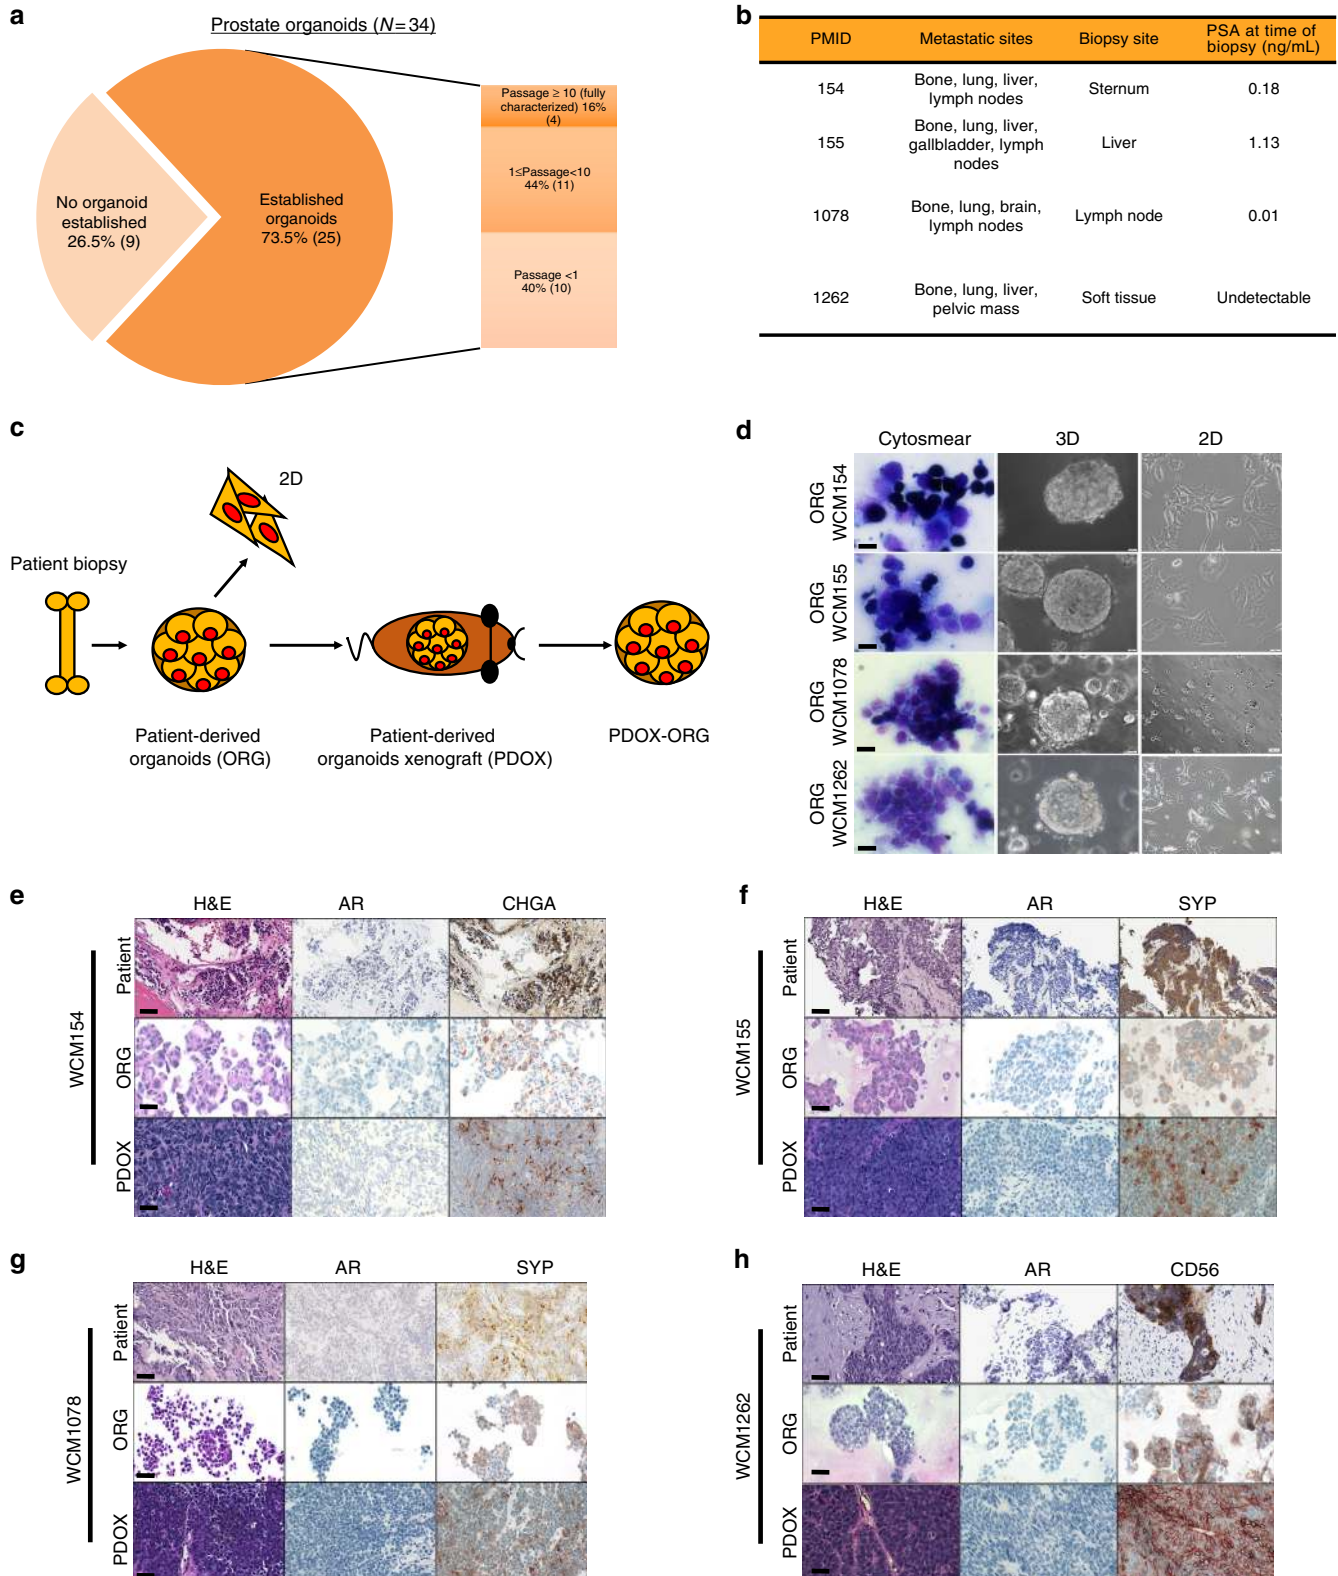 a
Prostate organoids (N = 34)
No organoid
established
26.5% (9)
Established
organoids
73.5% (25)
Passage ≥ 10 (fully
characterized) 16%
(4)
1≤Passage<10
44% (11)
Passage <1
40% (10)
b
PMID Metastatic sites Biopsy site PSA at time of
biopsy (ng/mL)
154 Bone, lung, liver,
lymph nodes Sternum 0.18
155 Bone, lung, liver,
gallbladder, lymph
nodes Liver 1.13
1078 Bone, lung, brain,
lymph nodes Lymph node 0.01
1262 Bone, lung, liver,
pelvic mass Soft tissue Undetectable
c
2D
Patient biopsy
Patient-derived
organoids (ORG)
Patient-derived
organoids xenograft (PDOX)
PDOX-ORG
d
Cytosmear 3D 2D
ORG
WCM154
ORG
WCM155
ORG
WCM1078
ORG
WCM1262
e
H&E AR CHGA
WCM154
Patient
ORG
PDOX
f
H&E AR SYP
WCM155
Patient
ORG
PDOX
g
H&E AR SYP
WCM1078
Patient
ORG
PDOX
h
H&E AR CD56
WCM1262
Patient
ORG
PDOX